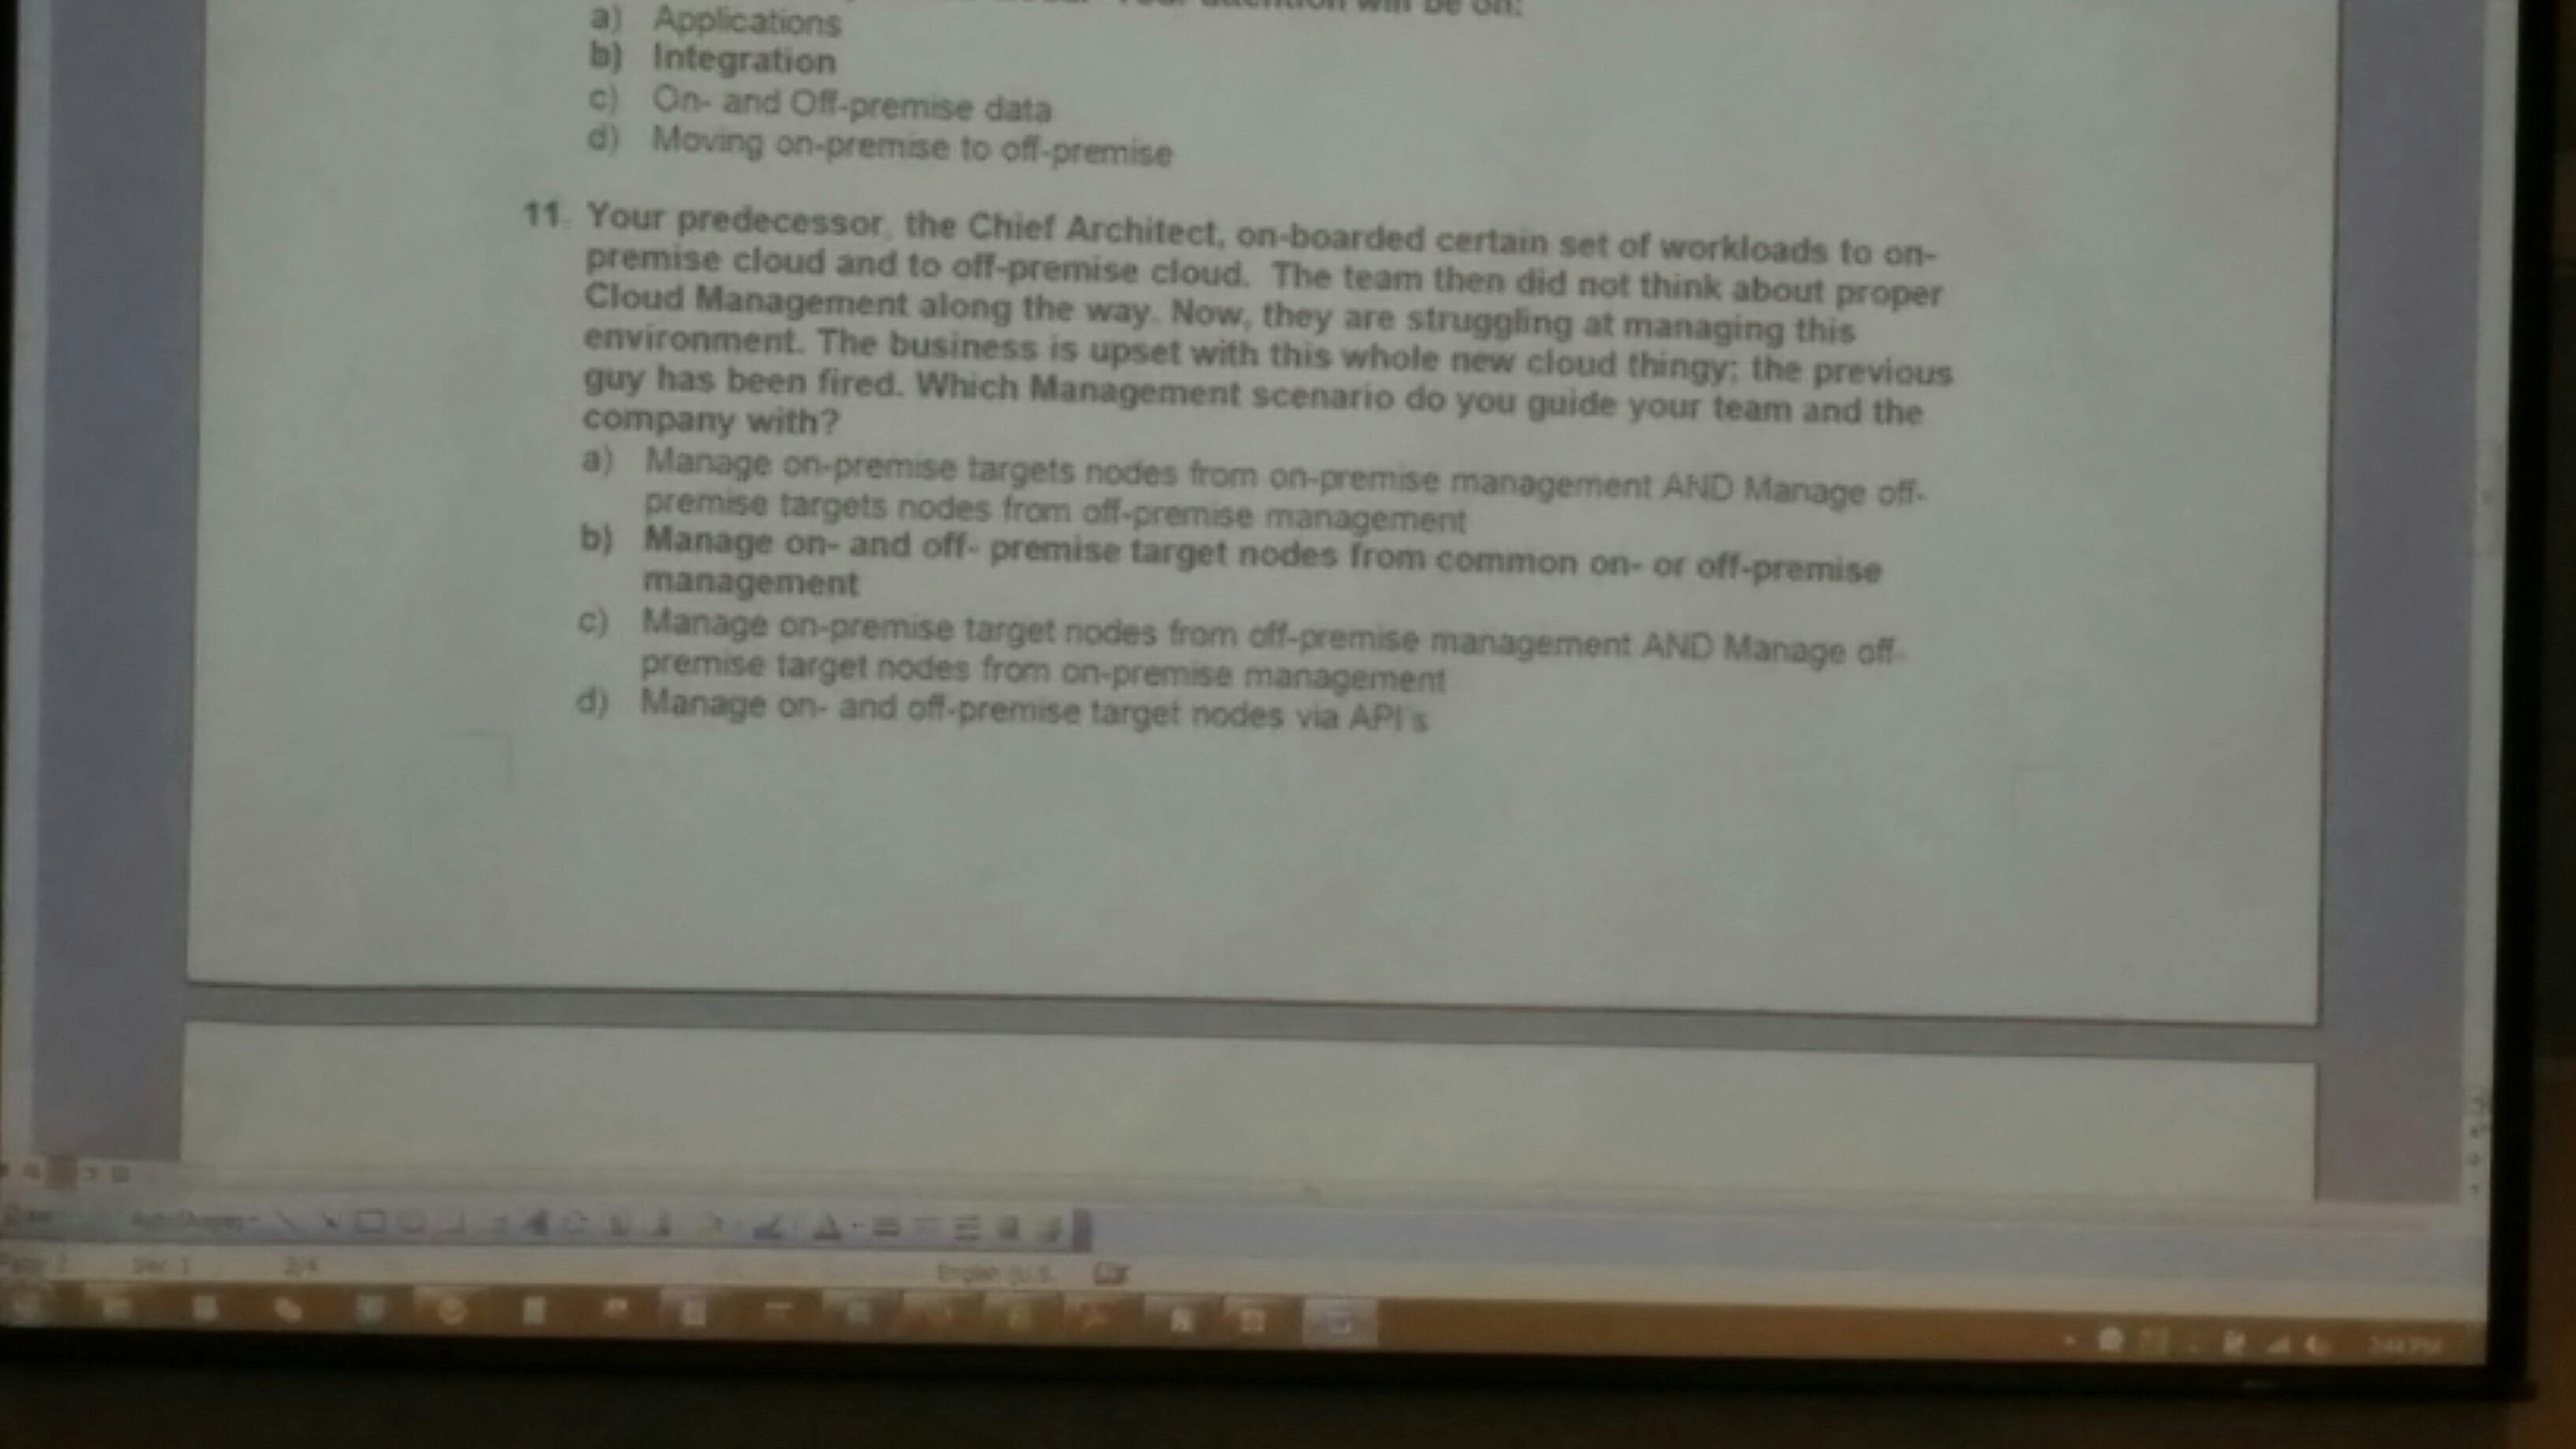 attention will be on:
a) Applications
b) Integration
c) On- and Off-premise data
d) Moving on-premise to off-premise
11. Your predecessor, the Chief Architect, on-boarded certain set of workloads to on-
premise cloud and to off-premise cloud. The team then did not think about proper
Cloud Management along the way. Now, they are struggling at managing this
environment. The business is upset with this whole new cloud thingy; the previous
guy has been fired. Which Management scenario do you guide your team and the
company with?
a) Manage on-premise targets nodes from on-premise management AND Manage off-
premise targets nodes from off-premise management
b) Manage on- and off- premise target nodes from common on- or off-premise
management
c) Manage on-premise target nodes from off-premise management AND Manage off-
premise target nodes from on-premise management
d) Manage on- and off-premise target nodes via API's
AutoShapes
Page 2 Sec 1 2/4 English (U.S.
2:44 PM